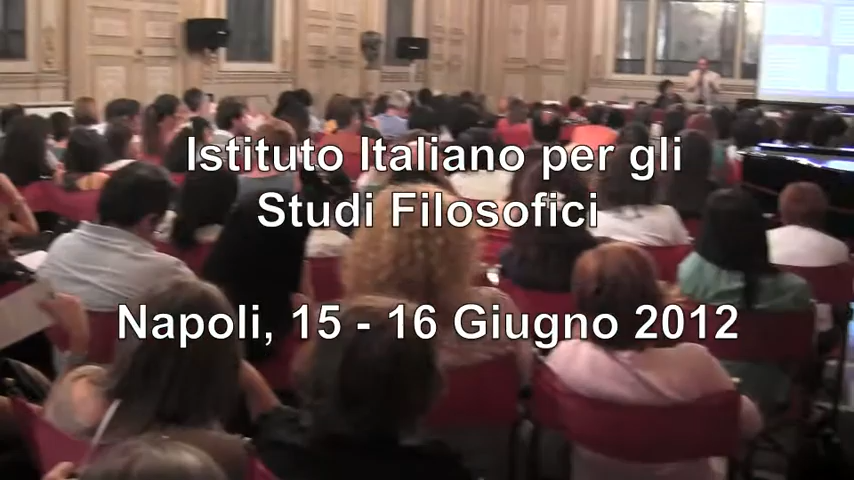 Istituto Italiano per gli
Studi Filosofici
Napoli, 15 - 16 Giugno 2012